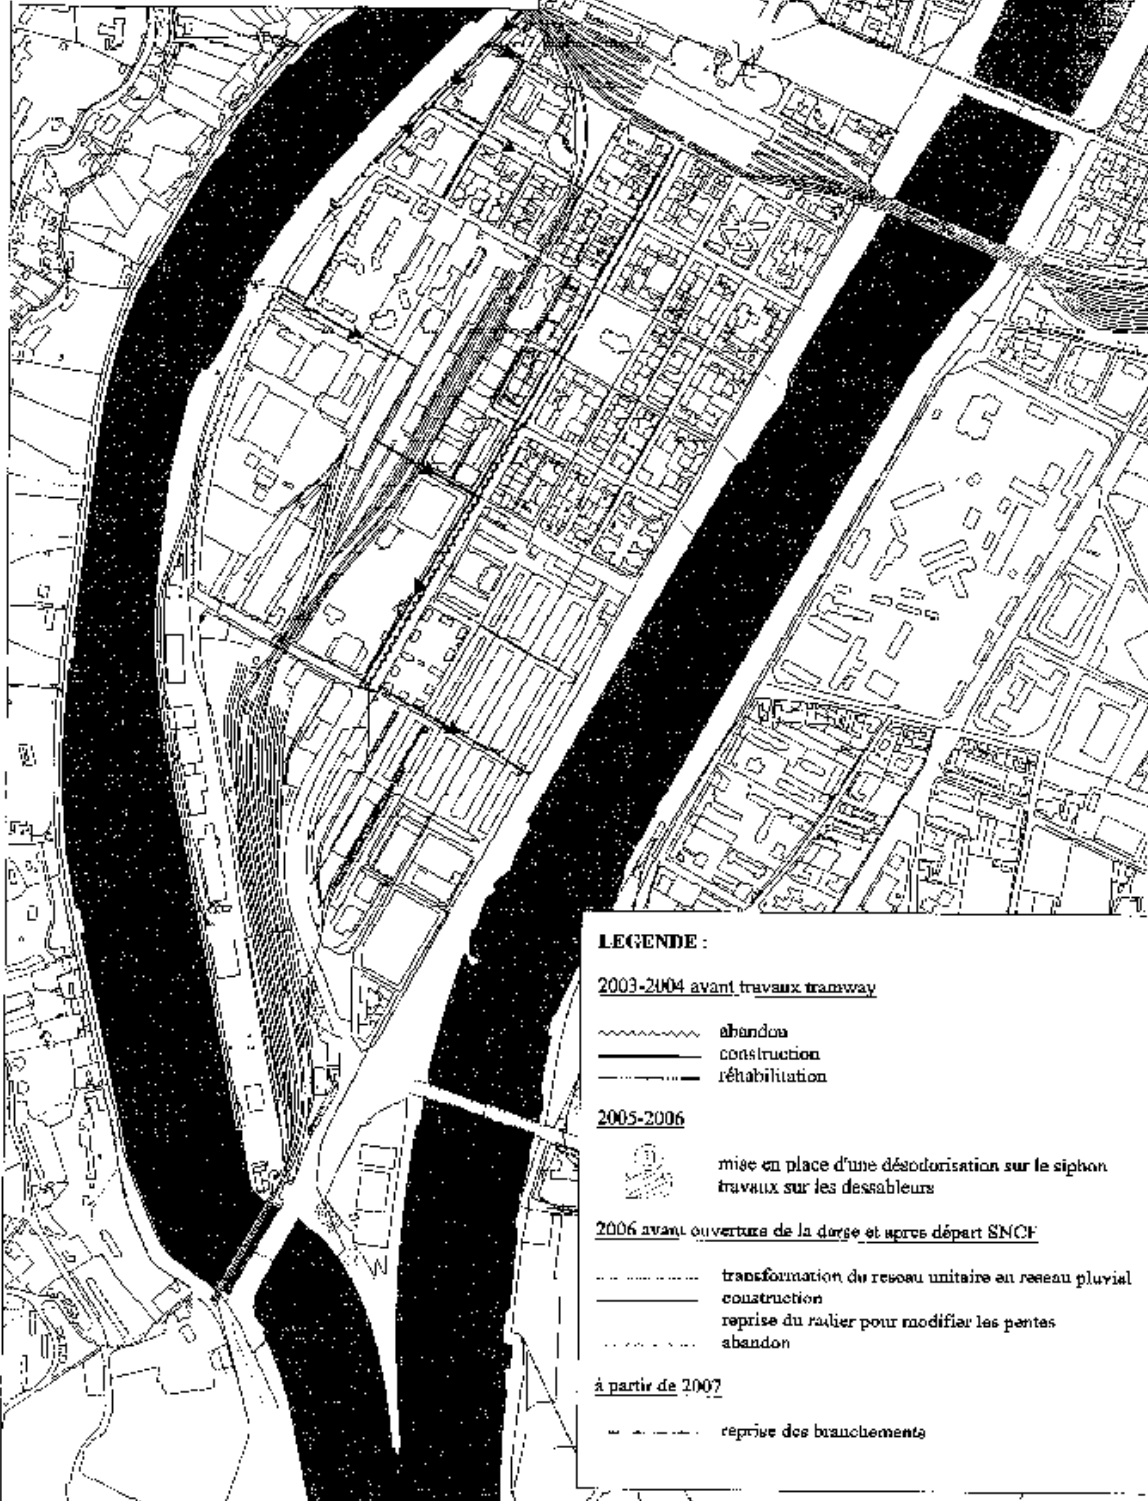 LEGENDE :
2003-2004 avant travaux tramway
abandon
construction
réhabilitation
2005-2006
mise en place d'une désodorisation sur le siphon
travaux sur les dessableurs
2006 avant ouverture de la darse et apres départ SNCF
transformation du reseau unitaire en reseau pluvial
construction
reprise du radier pour modifier les pentes
abandon
à partir de 2007
reprise des branchements